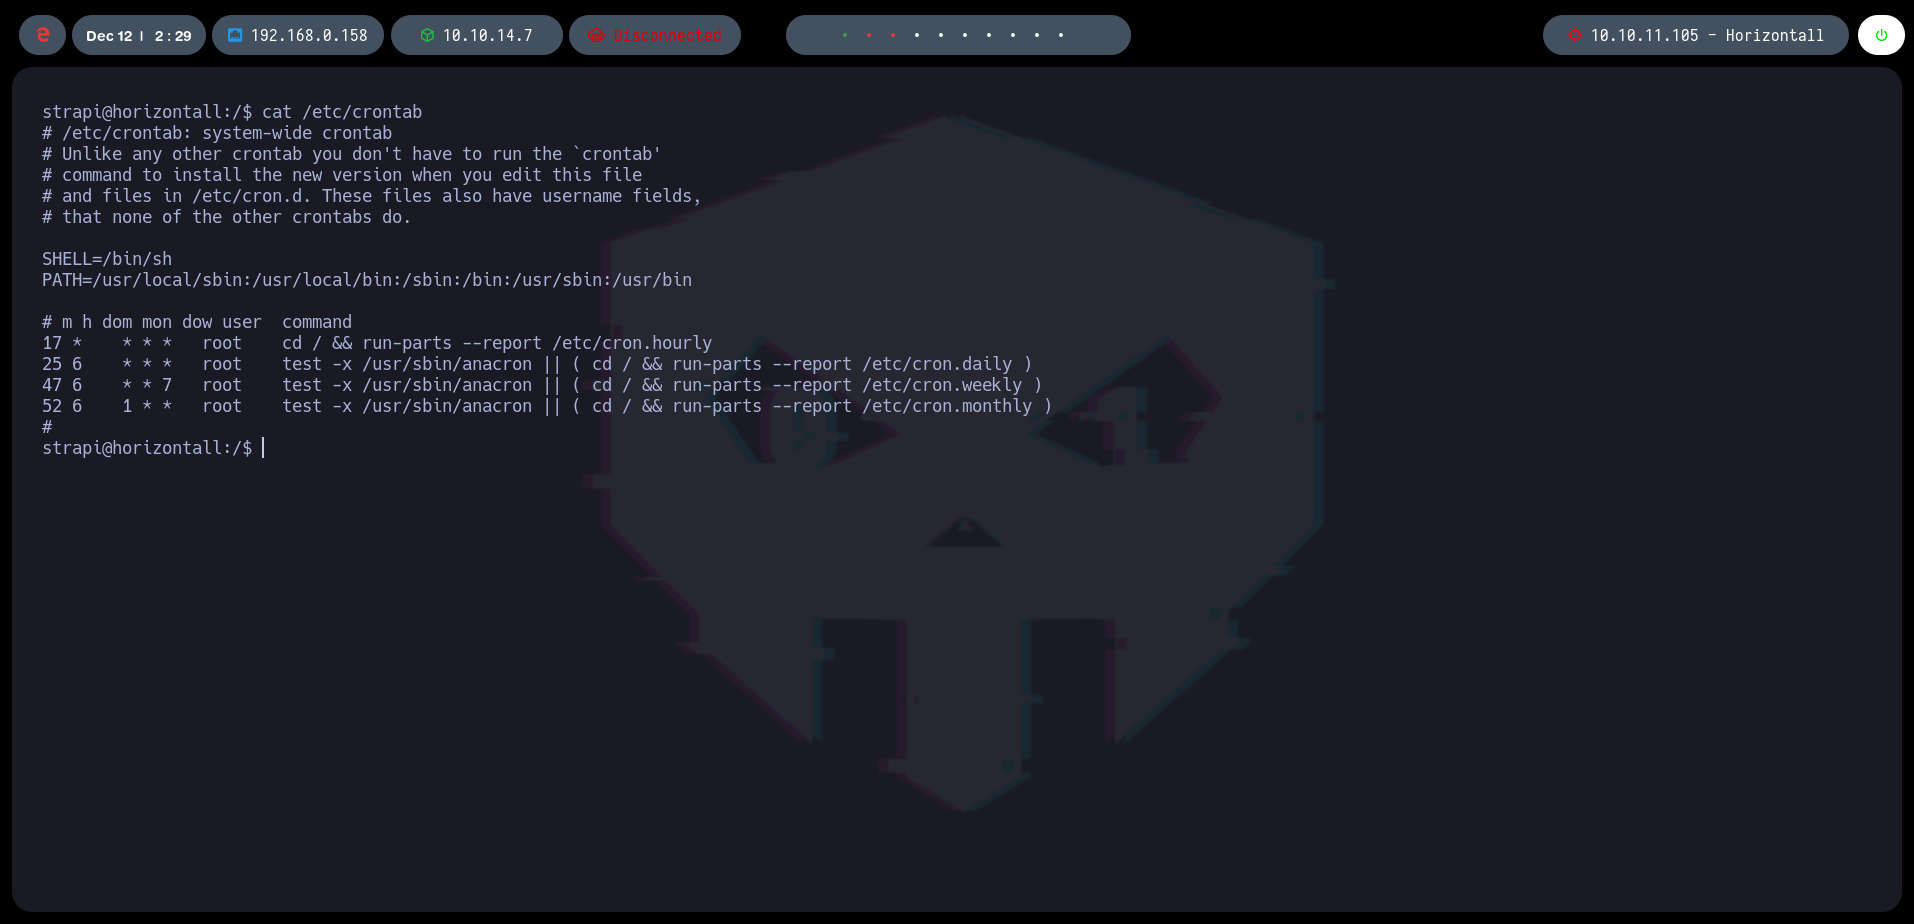 Dec 12 | 2:29
192.168.0.158
10.10.14.7
Disconnected
10.10.11.105 - Horizontall
strapi@horizontall:/$ cat /etc/crontab
# /etc/crontab: system-wide crontab
# Unlike any other crontab you don't have to run the `crontab'
# command to install the new version when you edit this file
# and files in /etc/cron.d. These files also have username fields,
# that none of the other crontabs do.

SHELL=/bin/sh
PATH=/usr/local/sbin:/usr/local/bin:/sbin:/bin:/usr/sbin:/usr/bin

# m h dom mon dow user  command
17 *    * * *   root    cd / && run-parts --report /etc/cron.hourly
25 6    * * *   root    test -x /usr/sbin/anacron || ( cd / && run-parts --report /etc/cron.daily )
47 6    * * 7   root    test -x /usr/sbin/anacron || ( cd / && run-parts --report /etc/cron.weekly )
52 6    1 * *   root    test -x /usr/sbin/anacron || ( cd / && run-parts --report /etc/cron.monthly )
#
strapi@horizontall:/$